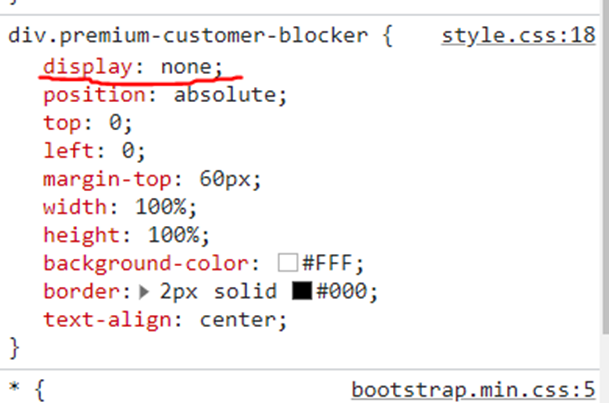 div.premium-customer-blocker { style.css:18
display: none;
position: absolute;
top: 0;
left: 0;
margin-top: 60px;
width: 100%;
height: 100%;
background-color: #FFF;
border: 2px solid #000;
text-align: center;
}
* { bootstrap.min.css:5